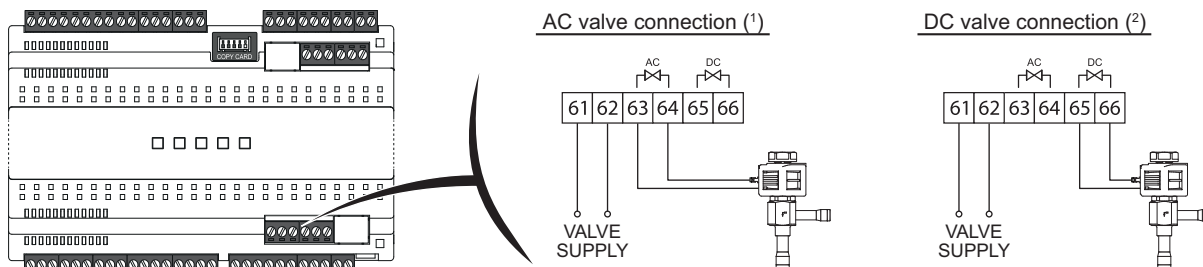 AC valve connection (¹)
DC valve connection (²)
COPY CARD
AC DC
61 62 63 64 65 66
VALVE
SUPPLY
AC DC
61 62 63 64 65 66
VALVE
SUPPLY